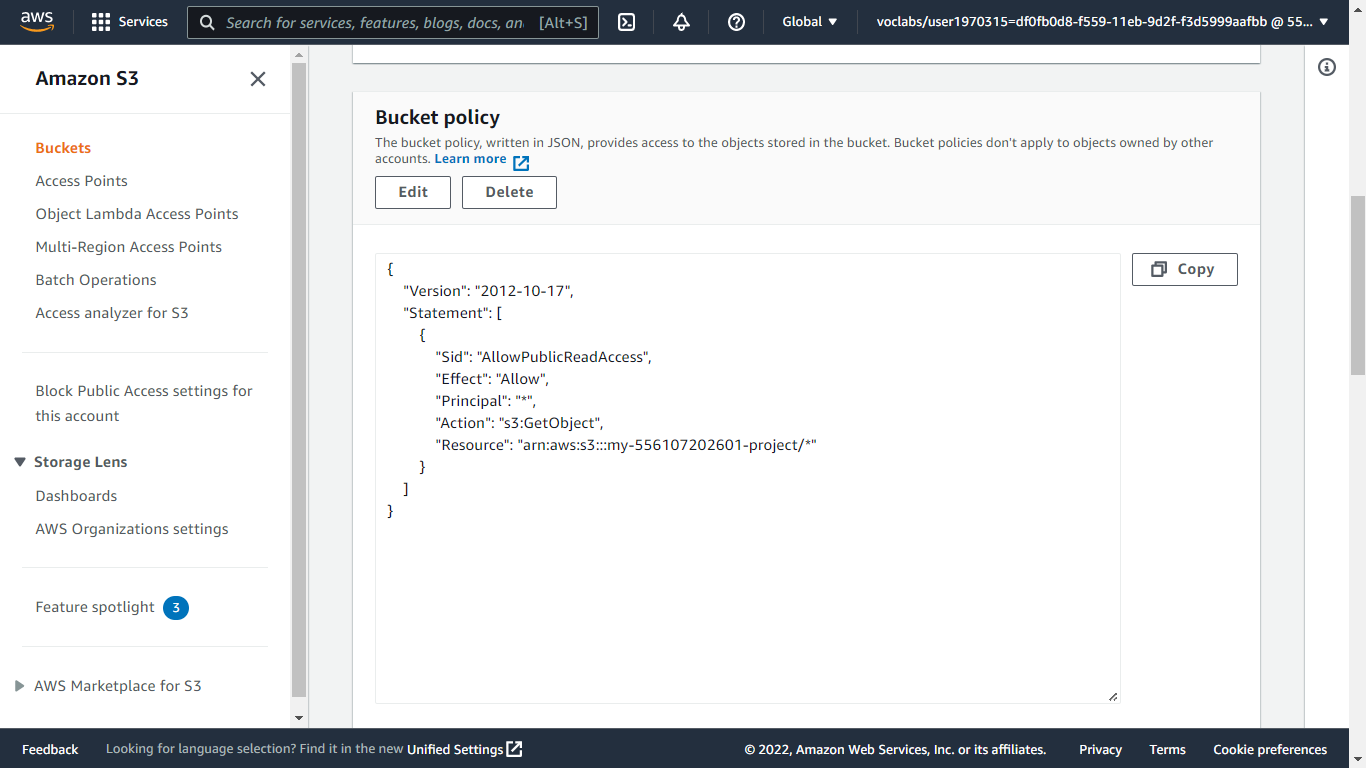 aws
Services
Search for services, features, blogs, docs, an
[Alt+S]
Global
voclabs/user1970315=df0fb0d8-f559-11eb-9d2f-f3d5999aafbb @ 55...
Amazon S3
Buckets
Access Points
Object Lambda Access Points
Multi-Region Access Points
Batch Operations
Access analyzer for S3
Block Public Access settings for
this account
Storage Lens
Dashboards
AWS Organizations settings
Feature spotlight 3
AWS Marketplace for S3
Bucket policy
The bucket policy, written in JSON, provides access to the objects stored in the bucket. Bucket policies don't apply to objects owned by other
accounts. Learn more
Edit
Delete
Copy
{
"Version": "2012-10-17",
"Statement": [
{
"Sid": "AllowPublicReadAccess",
"Effect": "Allow",
"Principal": "*",
"Action": "s3:GetObject",
"Resource": "arn:aws:s3:::my-556107202601-project/*"
}
]
}
Feedback
Looking for language selection? Find it in the new Unified Settings
© 2022, Amazon Web Services, Inc. or its affiliates.
Privacy
Terms
Cookie preferences